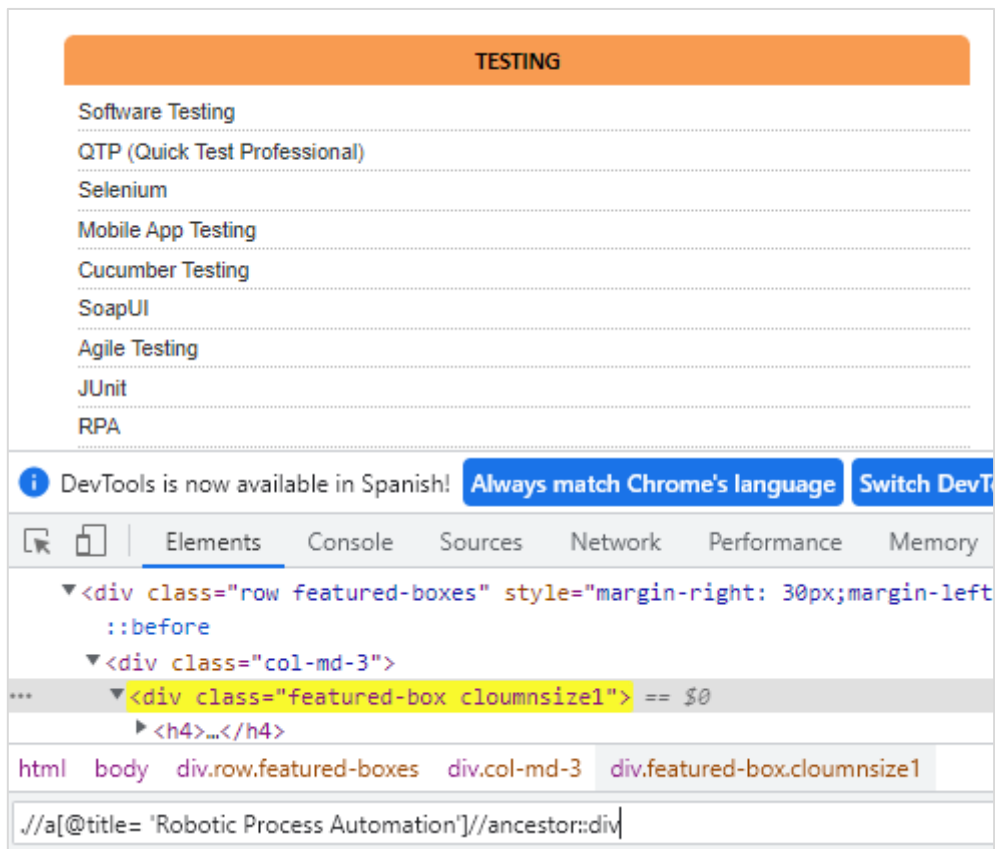 TESTING
Software Testing
QTP (Quick Test Professional)
Selenium
Mobile App Testing
Cucumber Testing
SoapUI
Agile Testing
JUnit
RPA
DevTools is now available in Spanish! Always match Chrome's language Switch DevT
Elements Console Sources Network Performance Memory
▼<div class="row featured-boxes" style="margin-right: 30px;margin-left
::before
▼<div class="col-md-3">
… ▼<div class="featured-box cloumnsize1"> == $0
▶<h4>…</h4>
html body div.row.featured-boxes div.col-md-3 div.featured-box.cloumnsize1
.//a[@title= 'Robotic Process Automation']//ancestor::div